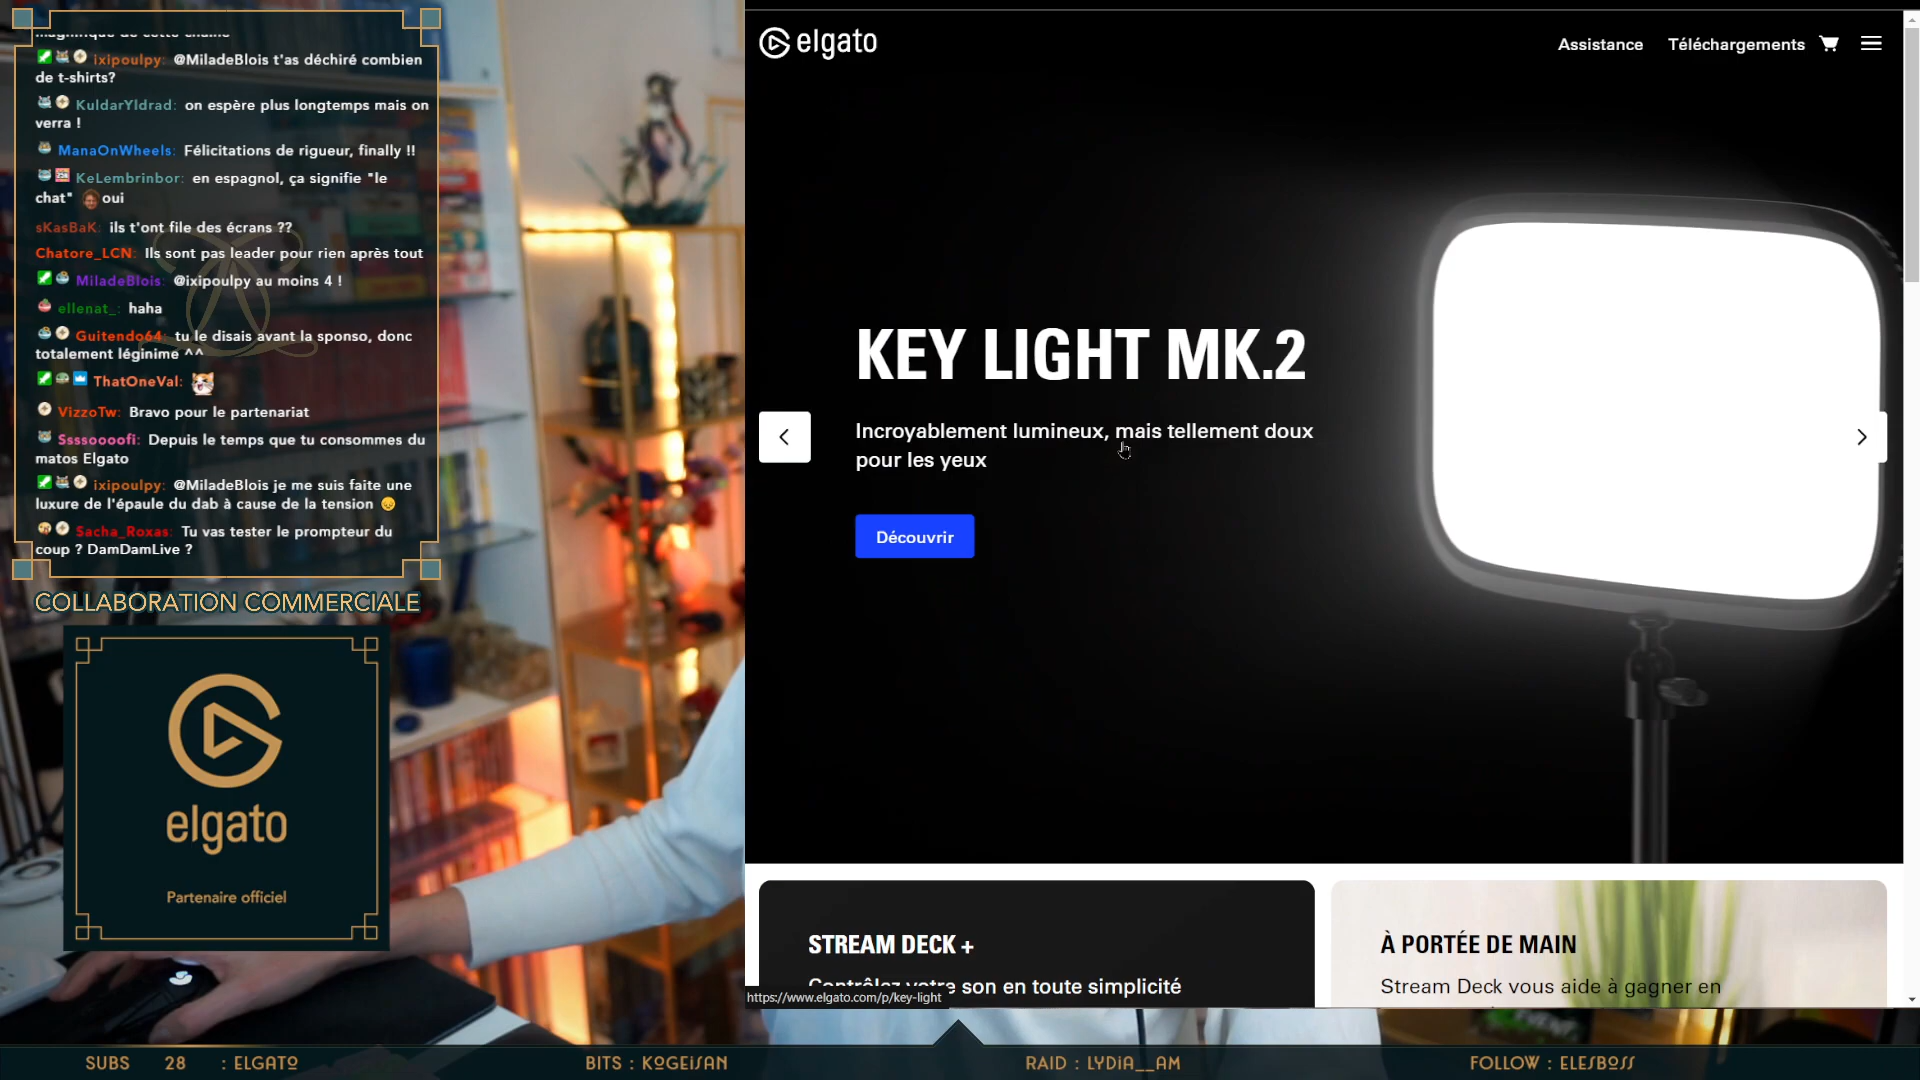 magnifique de cette chaine
ixipoulpy: @MiladeBlois t'as déchiré combien
de t-shirts?
KuldarYldrad: on espère plus longtemps mais on
verra !
ManaOnWheels: Félicitations de rigueur, finally !!
KeLembrinbor: en espagnol, ça signifie "le
chat" oui
sKasBaK: ils t'ont file des écrans ??
Chatore_LCN: Ils sont pas leader pour rien après tout
MiladeBlois: @ixipoulpy au moins 4 !
ellenat_: haha
Guitendo64: tu le disais avant la sponso, donc
totalement léginime ^^
ThatOneVal:
VizzoTw: Bravo pour le partenariat
Ssssoooofi: Depuis le temps que tu consommes du
matos Elgato
ixipoulpy: @MiladeBlois je me suis faite une
luxure de l'épaule du dab à cause de la tension
Sacha_Roxas: Tu vas tester le prompteur du
coup ? DamDamLive ?
COLLABORATION COMMERCIALE
elgato
Partenaire officiel
elgato
Assistance Téléchargements
KEY LIGHT MK.2
Incroyablement lumineux, mais tellement doux
pour les yeux
Découvrir
STREAM DECK +
Contrôlez votre son en toute simplicité
À PORTÉE DE MAIN
Stream Deck vous aide à gagner en
https://www.elgato.com/p/key-light
SUBS 28 : ELGATO
BITS : KOGEISAN
RAID : LYDIA__AM
FOLLOW : ELESBOSS